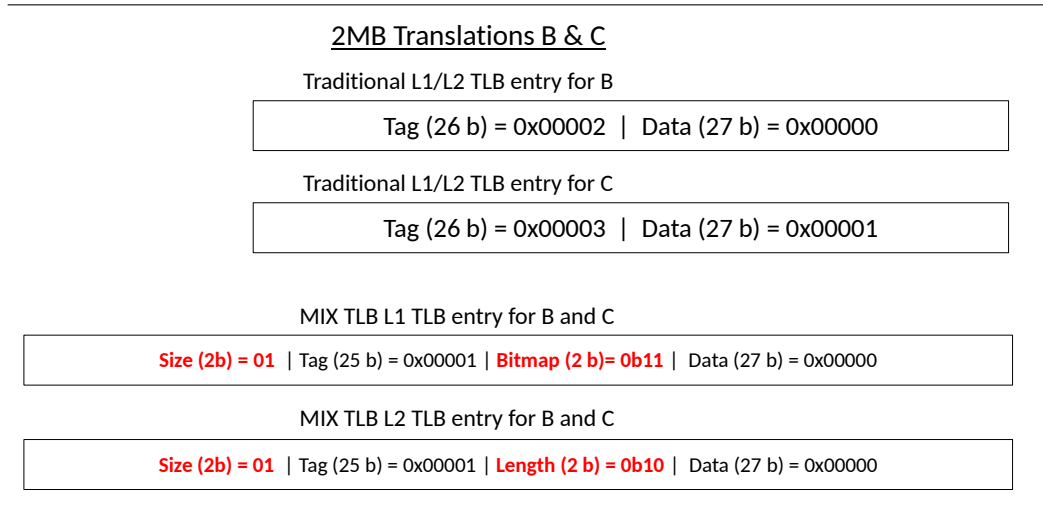 2MB Translations B & C
Traditional L1/L2 TLB entry for B
Tag (26 b) = 0x00002 | Data (27 b) = 0x00000
Traditional L1/L2 TLB entry for C
Tag (26 b) = 0x00003 | Data (27 b) = 0x00001
MIX TLB L1 TLB entry for B and C
Size (2b) = 01 | Tag (25 b) = 0x00001 | Bitmap (2 b)= 0b11 | Data (27 b) = 0x00000
MIX TLB L2 TLB entry for B and C
Size (2b) = 01 | Tag (25 b) = 0x00001 | Length (2 b) = 0b10 | Data (27 b) = 0x00000